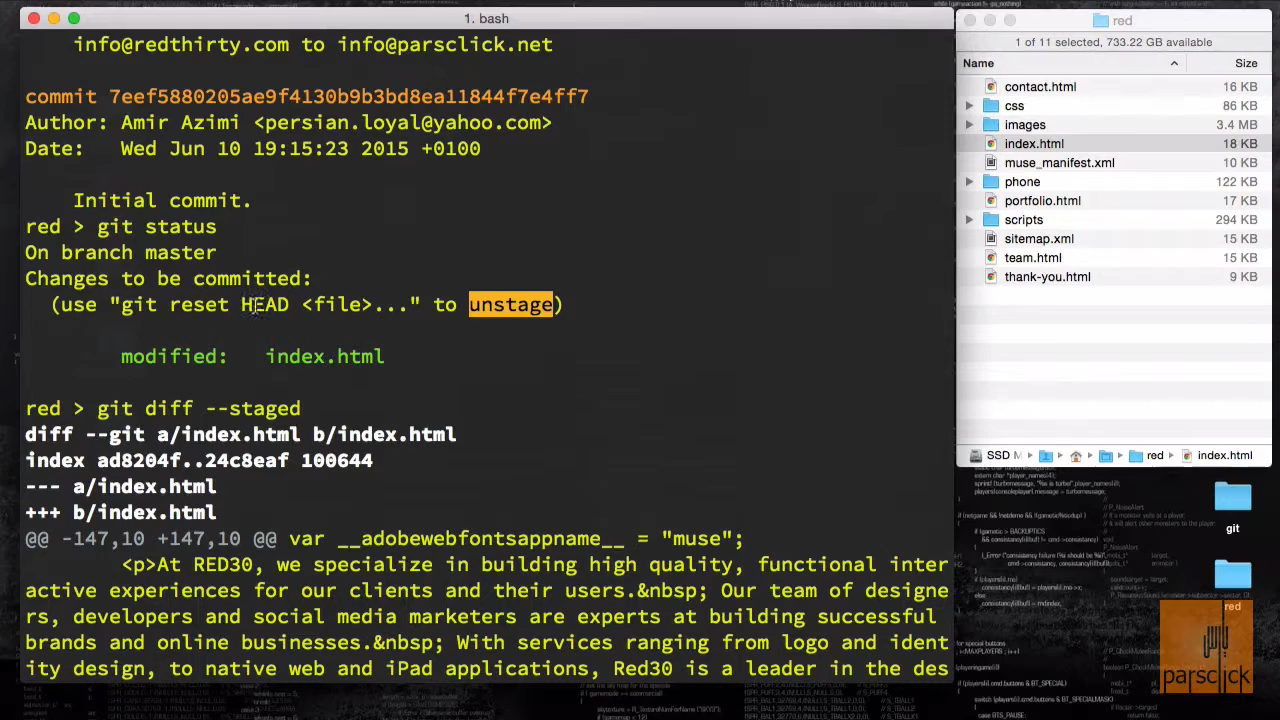 1. bash
info@redthirty.com to info@parsclick.net
commit 7eef5880205ae9f4130b9b3bd8ea11844f7e4ff7
Author: Amir Azimi <persian.loyal@yahoo.com>
Date:   Wed Jun 10 19:15:23 2015 +0100
Initial commit.
red > git status
On branch master
Changes to be committed:
(use "git reset HEAD <file>..." to unstage)
modified:   index.html
red > git diff --staged
diff --git a/index.html b/index.html
index ad8204f..24c8eaf 100644
--- a/index.html
+++ b/index.html
@@ -147,10 +147,10 @@ var __adobewebfontsappname__ = "muse";
<p>At RED30, we specialize in building high quality, functional inter
active experiences for our clients and their users.&nbsp; Our team of designe
rs, developers and social media marketers are experts at building successful
brands and online businesses.&nbsp; With services ranging from logo and ident
ity design, to native web and iPad applications, Red30 is a leader in the des
red
1 of 11 selected, 733.22 GB available
Name Size
contact.html 16 KB
css 86 KB
images 3.4 MB
index.html 18 KB
muse_manifest.xml 10 KB
phone 122 KB
portfolio.html 17 KB
scripts 294 KB
sitemap.xml 15 KB
team.html 15 KB
thank-you.html 9 KB
SSD M red index.html
git
red
parsclick